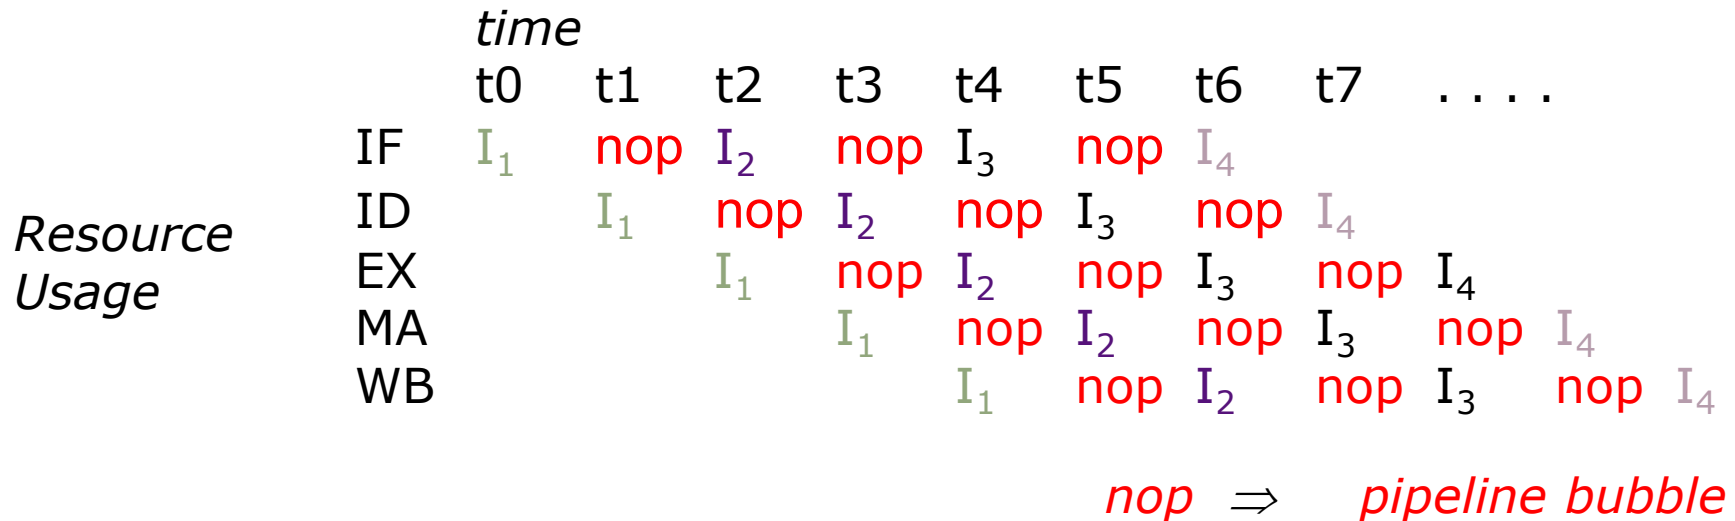 time
t0 t1 t2 t3 t4 t5 t6 t7 . . . .
IF I₁ nop I₂ nop I₃ nop I₄
ID I₁ nop I₂ nop I₃ nop I₄
Resource
Usage
EX I₁ nop I₂ nop I₃ nop I₄
MA I₁ nop I₂ nop I₃ nop I₄
WB I₁ nop I₂ nop I₃ nop I₄
nop ⇒ pipeline bubble